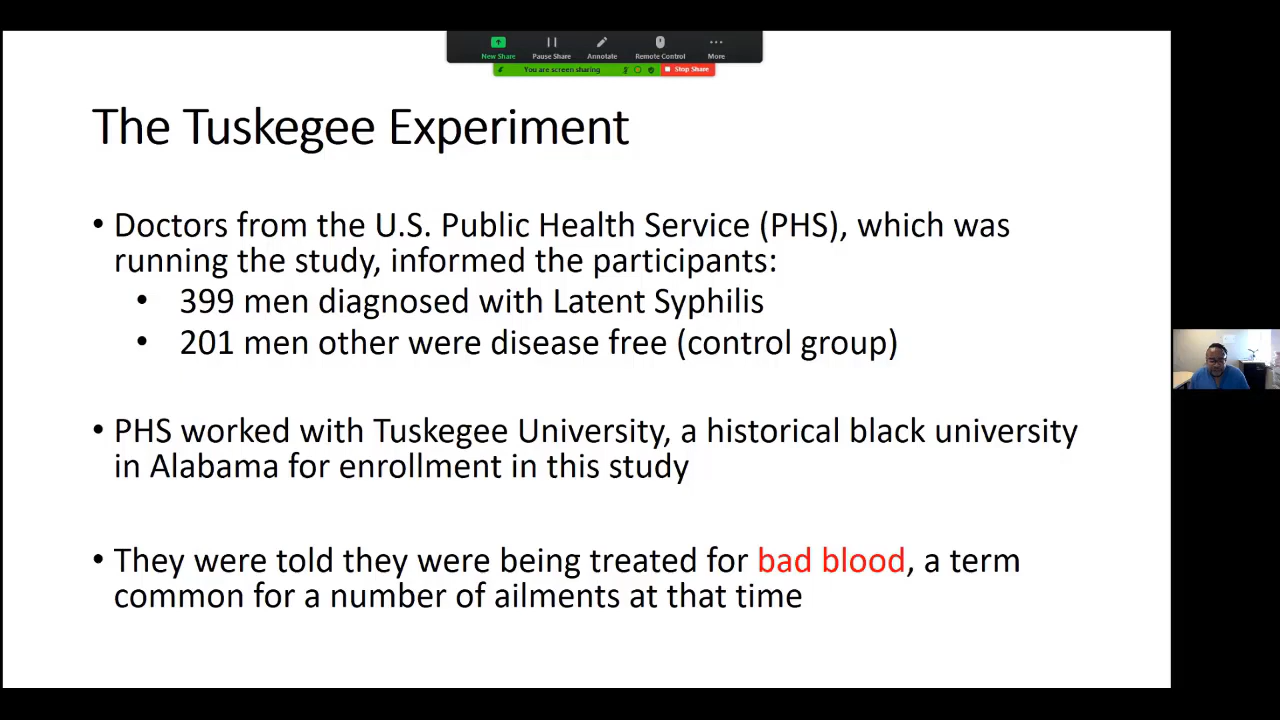 New Share Pause Share Annotate Remote Control More
You are screen sharing Stop Share
The Tuskegee Experiment
• Doctors from the U.S. Public Health Service (PHS), which was
running the study, informed the participants:
• 399 men diagnosed with Latent Syphilis
• 201 men other were disease free (control group)
• PHS worked with Tuskegee University, a historical black university
in Alabama for enrollment in this study
• They were told they were being treated for bad blood, a term
common for a number of ailments at that time